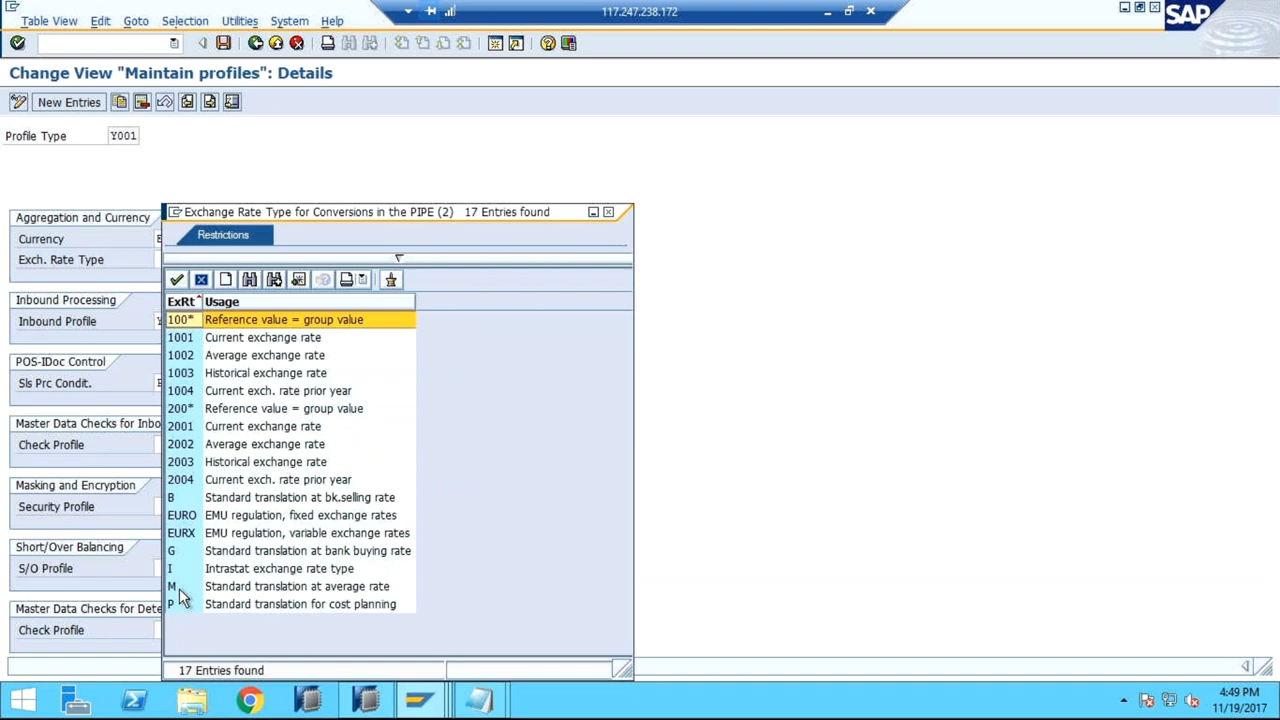 Table View Edit Goto Selection Utilities System Help
117.247.238.172
SAP
Change View "Maintain profiles": Details
New Entries
Profile Type Y001
Aggregation and Currency
Currency
Exch. Rate Type
Inbound Processing
Inbound Profile
POS-IDoc Control
Sls Prc Condit.
Master Data Checks for Inbo
Check Profile
Masking and Encryption
Security Profile
Short/Over Balancing
S/O Profile
Master Data Checks for Dete
Check Profile
Exchange Rate Type for Conversions in the PIPE (2) 17 Entries found
Restrictions
ExRt Usage
100* Reference value = group value
1001 Current exchange rate
1002 Average exchange rate
1003 Historical exchange rate
1004 Current exch. rate prior year
200* Reference value = group value
2001 Current exchange rate
2002 Average exchange rate
2003 Historical exchange rate
2004 Current exch. rate prior year
B Standard translation at bk.selling rate
EURO EMU regulation, fixed exchange rates
EURX EMU regulation, variable exchange rates
G Standard translation at bank buying rate
I Intrastat exchange rate type
M Standard translation at average rate
P Standard translation for cost planning
17 Entries found
4:49 PM
11/19/2017